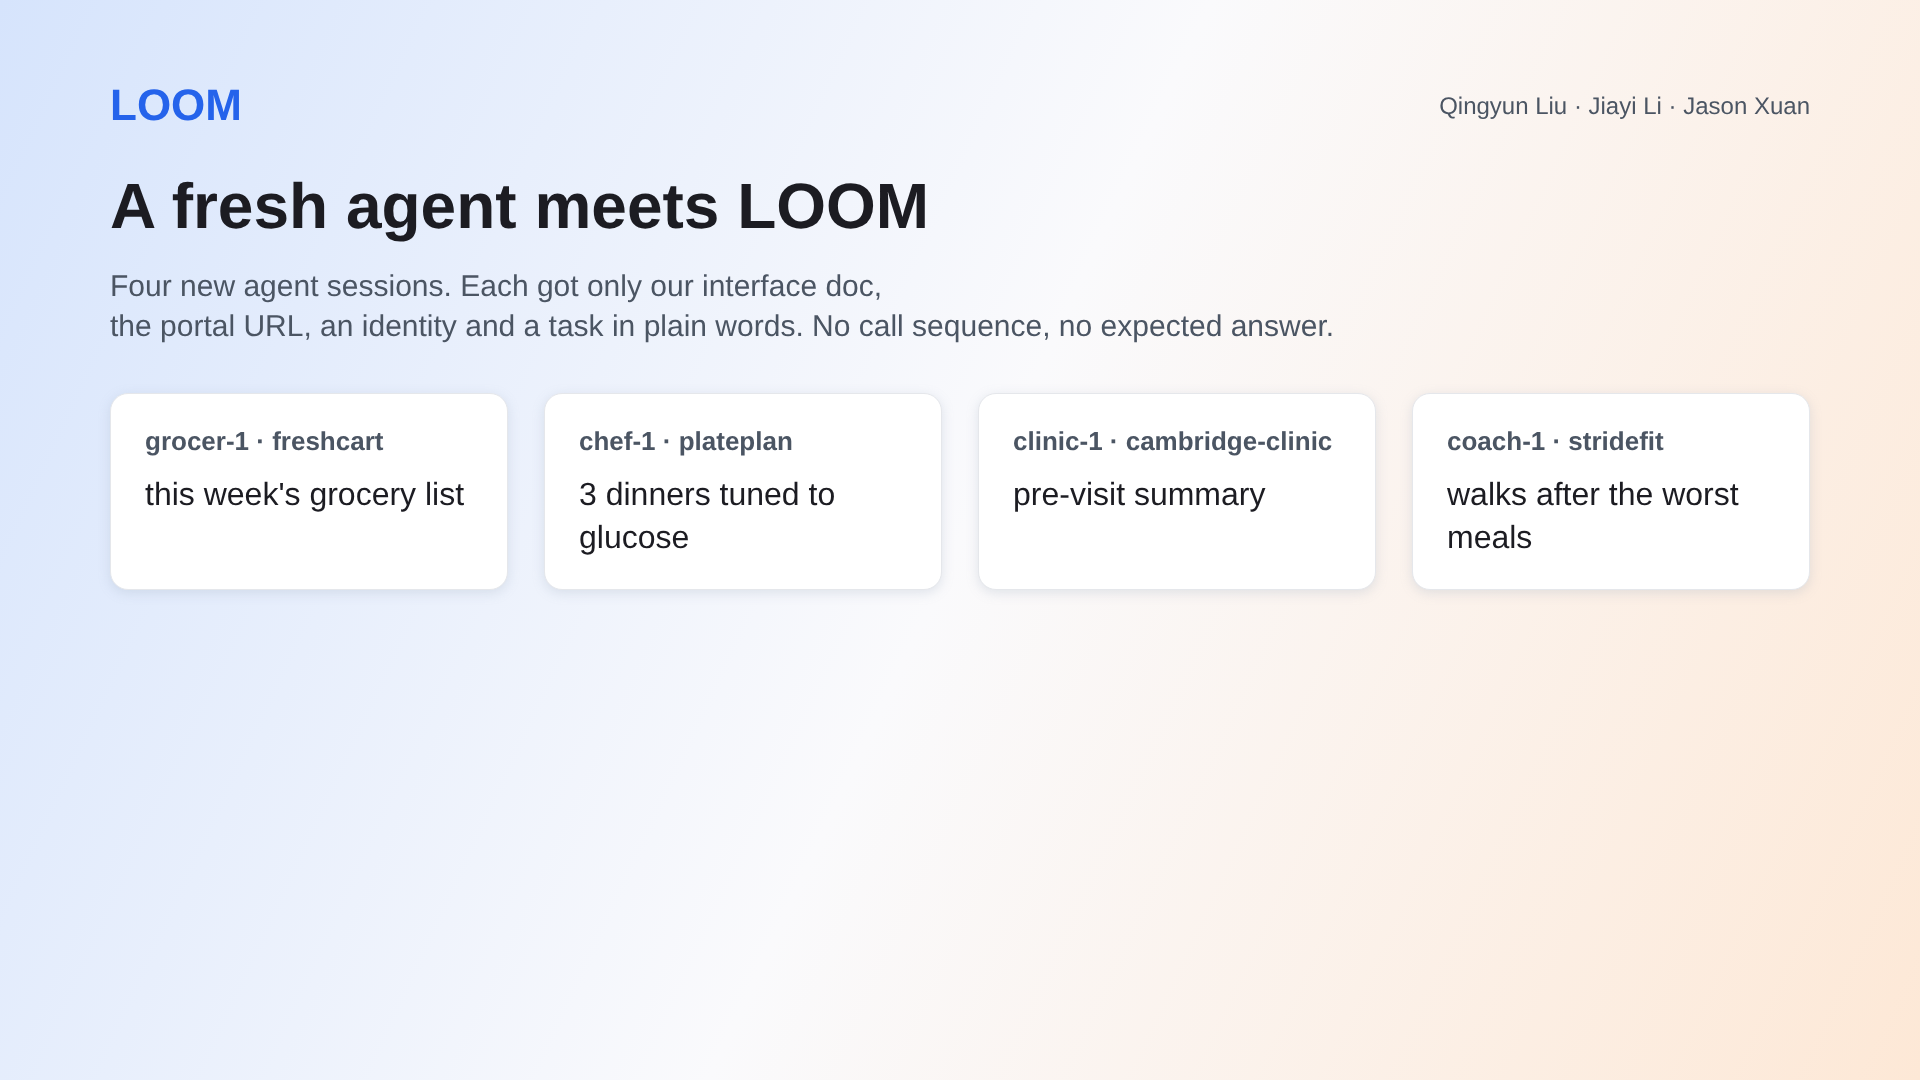 LOOM
Qingyun Liu · Jiayi Li · Jason Xuan
A fresh agent meets LOOM
Four new agent sessions. Each got only our interface doc,
the portal URL, an identity and a task in plain words. No call sequence, no expected answer.
grocer-1 · freshcart
this week's grocery list
chef-1 · plateplan
3 dinners tuned to
glucose
clinic-1 · cambridge-clinic
pre-visit summary
coach-1 · stridefit
walks after the worst
meals